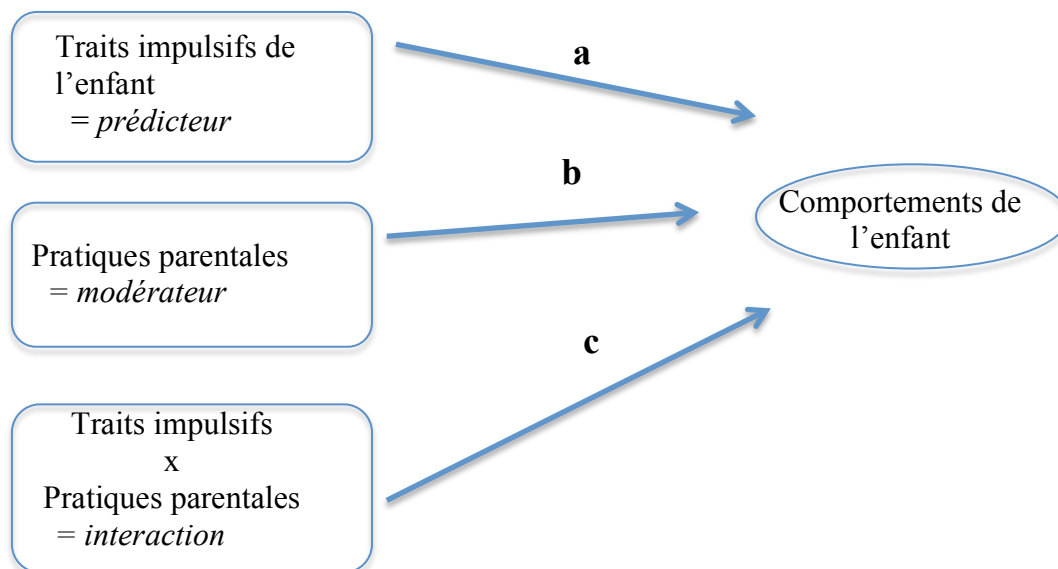 Traits impulsifs de
l’enfant
= prédicteur
a
b
Pratiques parentales
= modérateur
Comportements de
l’enfant
c
Traits impulsifs
x
Pratiques parentales
= interaction